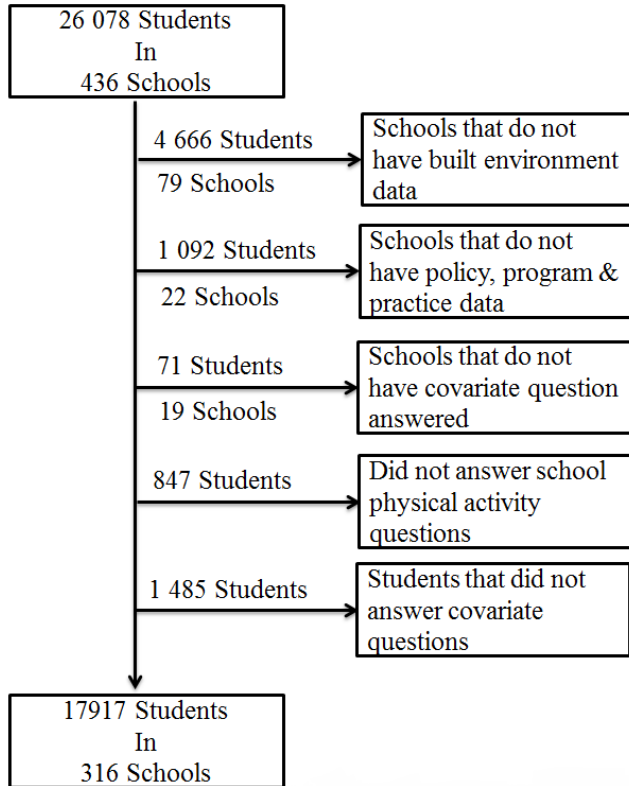 26 078 Students
In
436 Schools
4 666 Students
79 Schools
Schools that do not
have built environment
data
1 092 Students
22 Schools
Schools that do not
have policy, program &
practice data
71 Students
19 Schools
Schools that do not
have covariate question
answered
847 Students
Did not answer school
physical activity
questions
1 485 Students
Students that did not
answer covariate
questions
17917 Students
In
316 Schools